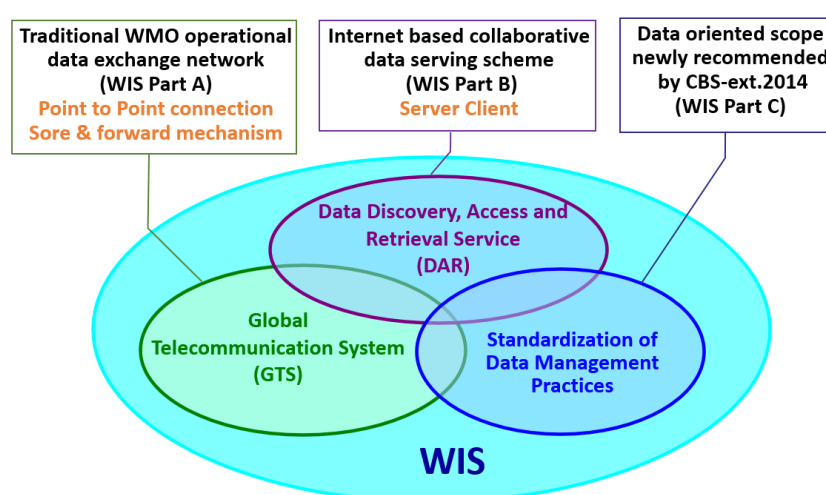 Traditional WMO operational
data exchange network
(WIS Part A)
Point to Point connection
Sore & forward mechanism
Internet based collaborative
data serving scheme
(WIS Part B)
Server Client
Data oriented scope
newly recommended
by CBS-ext.2014
(WIS Part C)
Data Discovery, Access and
Retrieval Service
(DAR)
Global
Telecommunication System
(GTS)
Standardization of
Data Management
Practices
WIS